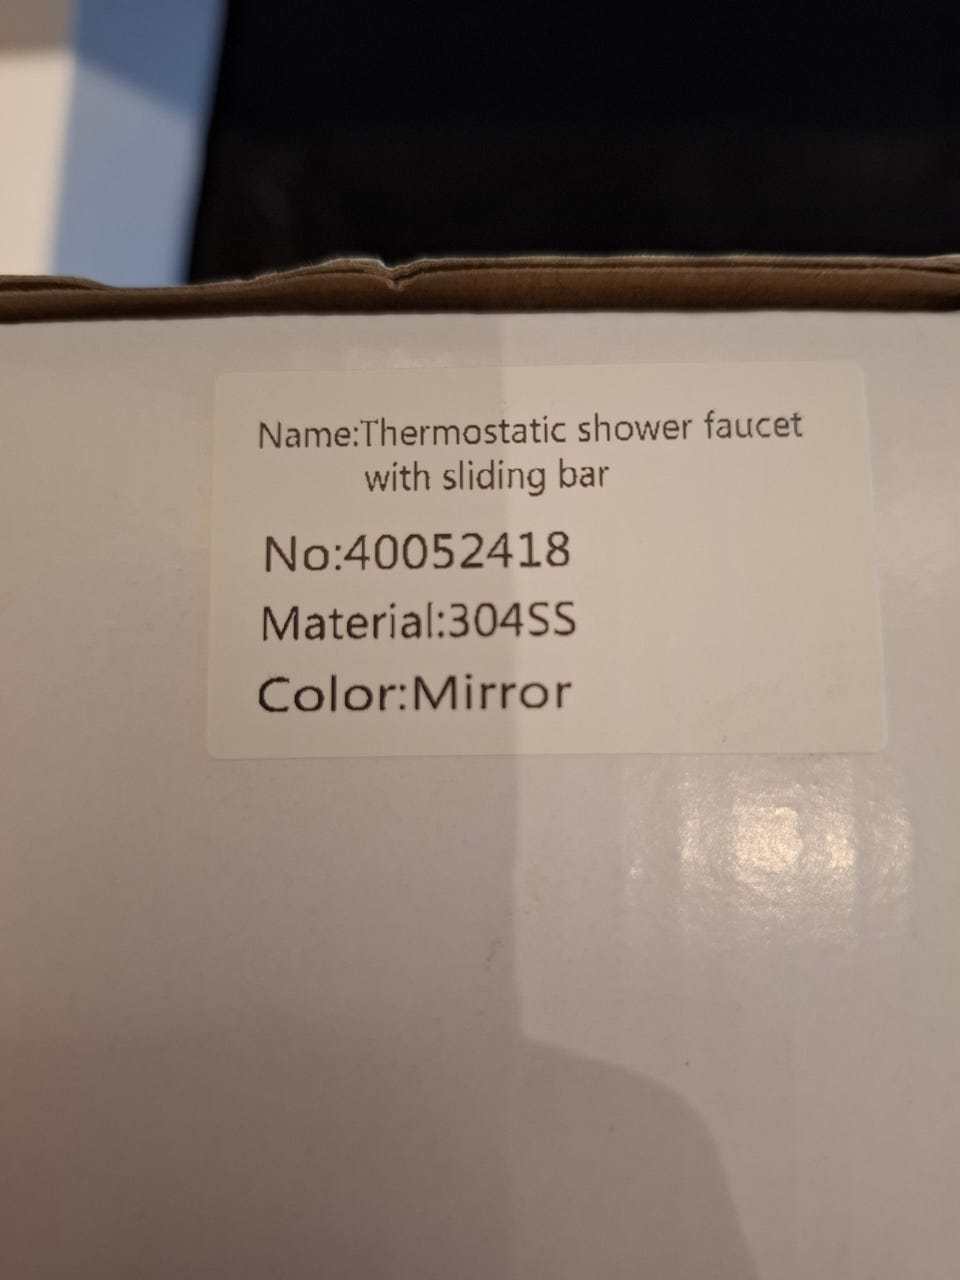 Name:Thermostatic shower faucet
with sliding bar
No:40052418
Material:304SS
Color:Mirror